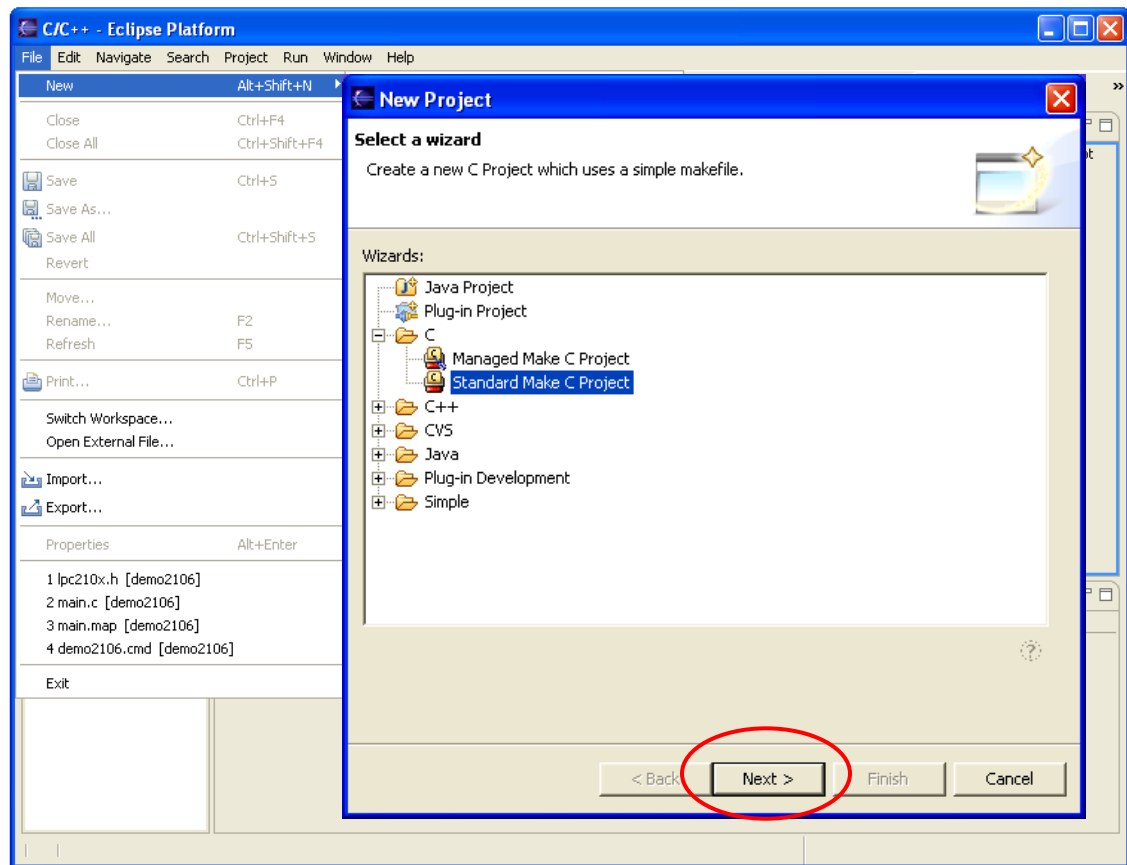 C/C++ - Eclipse Platform
File Edit Navigate Search Project Run Window Help
New Alt+Shift+N
Close Ctrl+F4
Close All Ctrl+Shift+F4
Save Ctrl+S
Save As...
Save All Ctrl+Shift+S
Revert
Move...
Rename... F2
Refresh F5
Print... Ctrl+P
Switch Workspace...
Open External File...
Import...
Export...
Properties Alt+Enter
1 lpc210x.h [demo2106]
2 main.c [demo2106]
3 main.map [demo2106]
4 demo2106.cmd [demo2106]
Exit
New Project
Select a wizard
Create a new C Project which uses a simple makefile.
Wizards:
Java Project
Plug-in Project
C
Managed Make C Project
Standard Make C Project
C++
CVS
Java
Plug-in Development
Simple
< Back Next > Finish Cancel